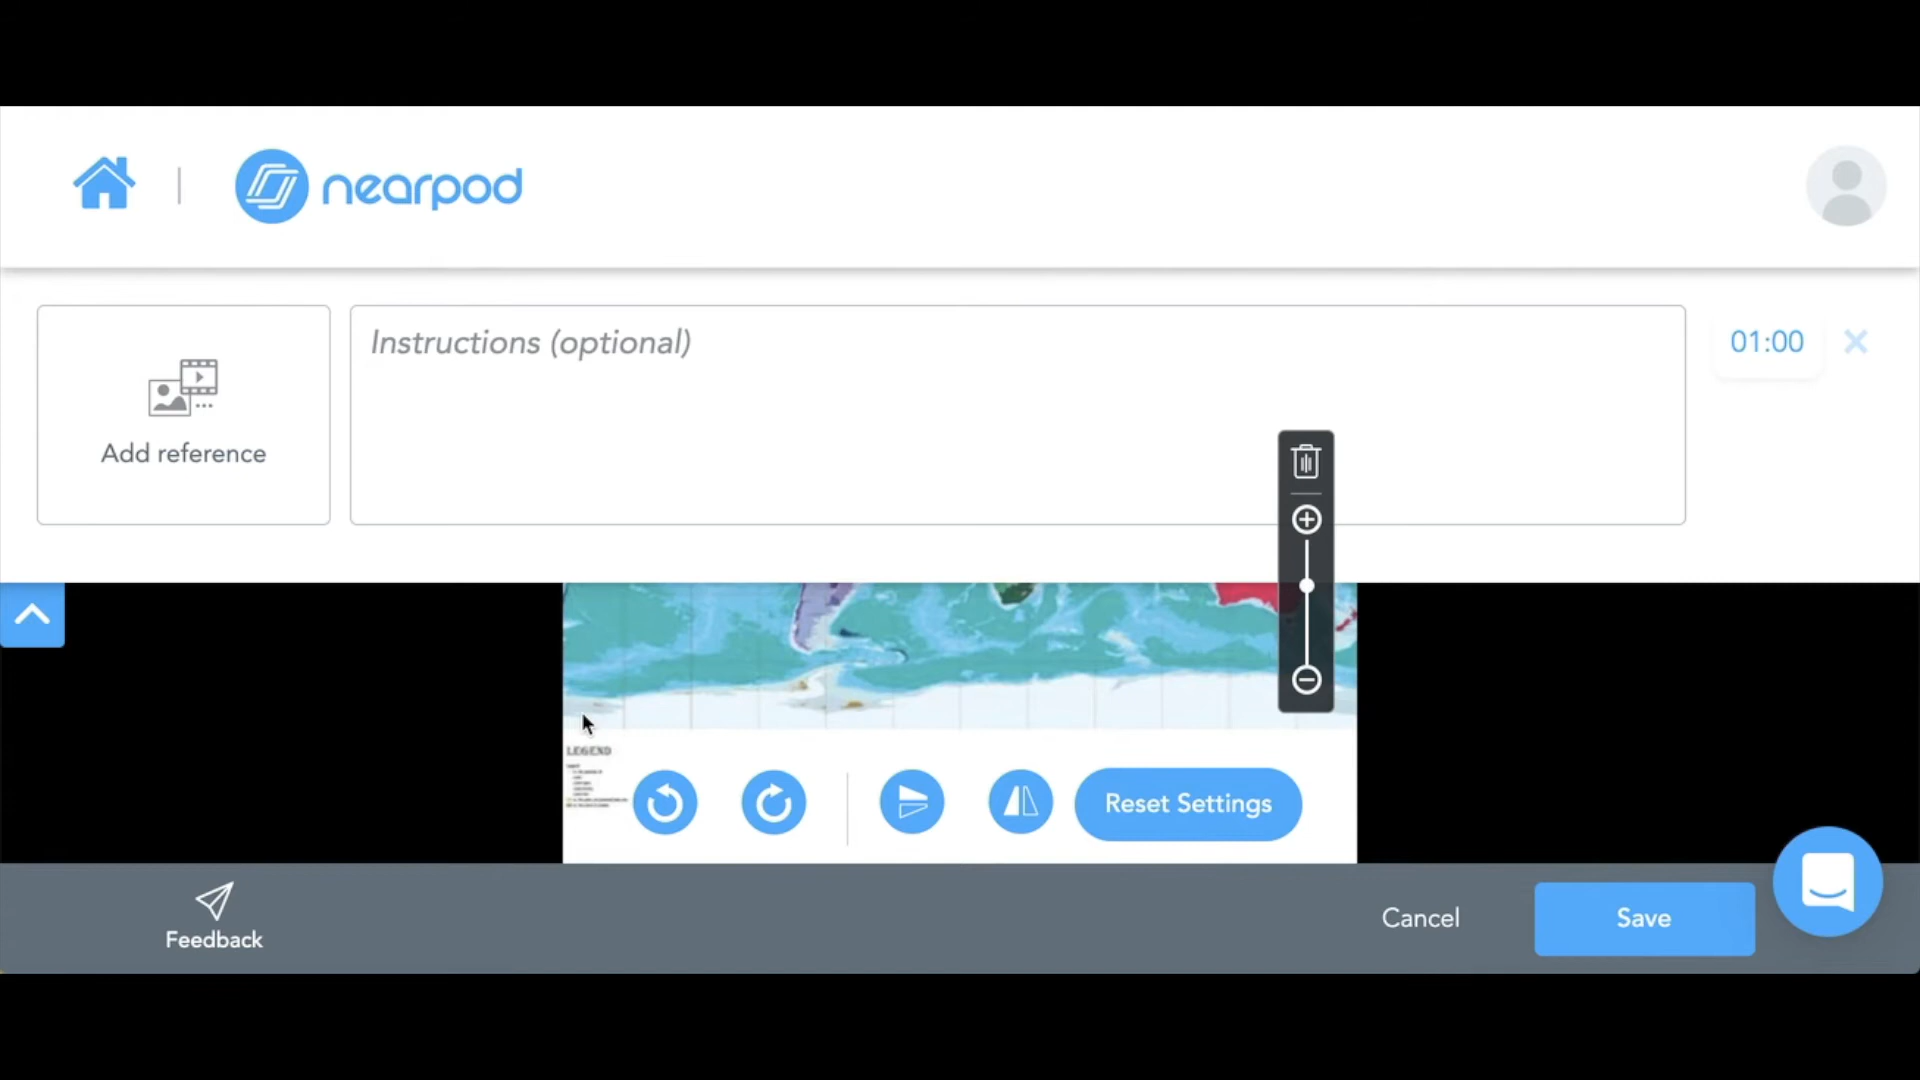 nearpod
Instructions (optional)
01:00
Add reference
LEGEND
Reset Settings
Feedback
Cancel
Save